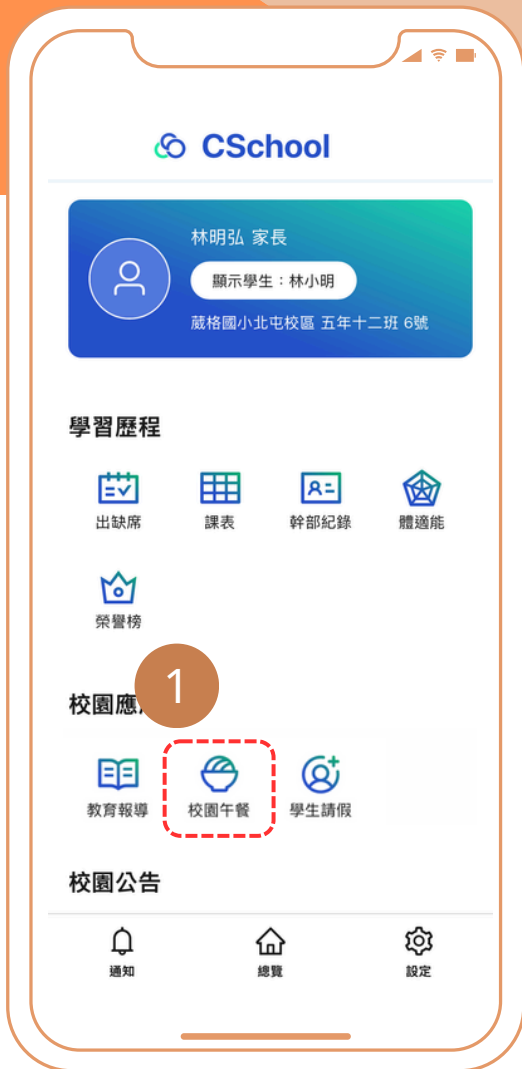 CSchool
林明弘 家長
顯示學生：林小明
葳格國小北屯校區 五年十二班 6號
學習歷程
出缺席 課表 幹部紀錄 體適能
榮譽榜
1
校園應
教育報導 校園午餐 學生請假
校園公告
通知 總覽 設定